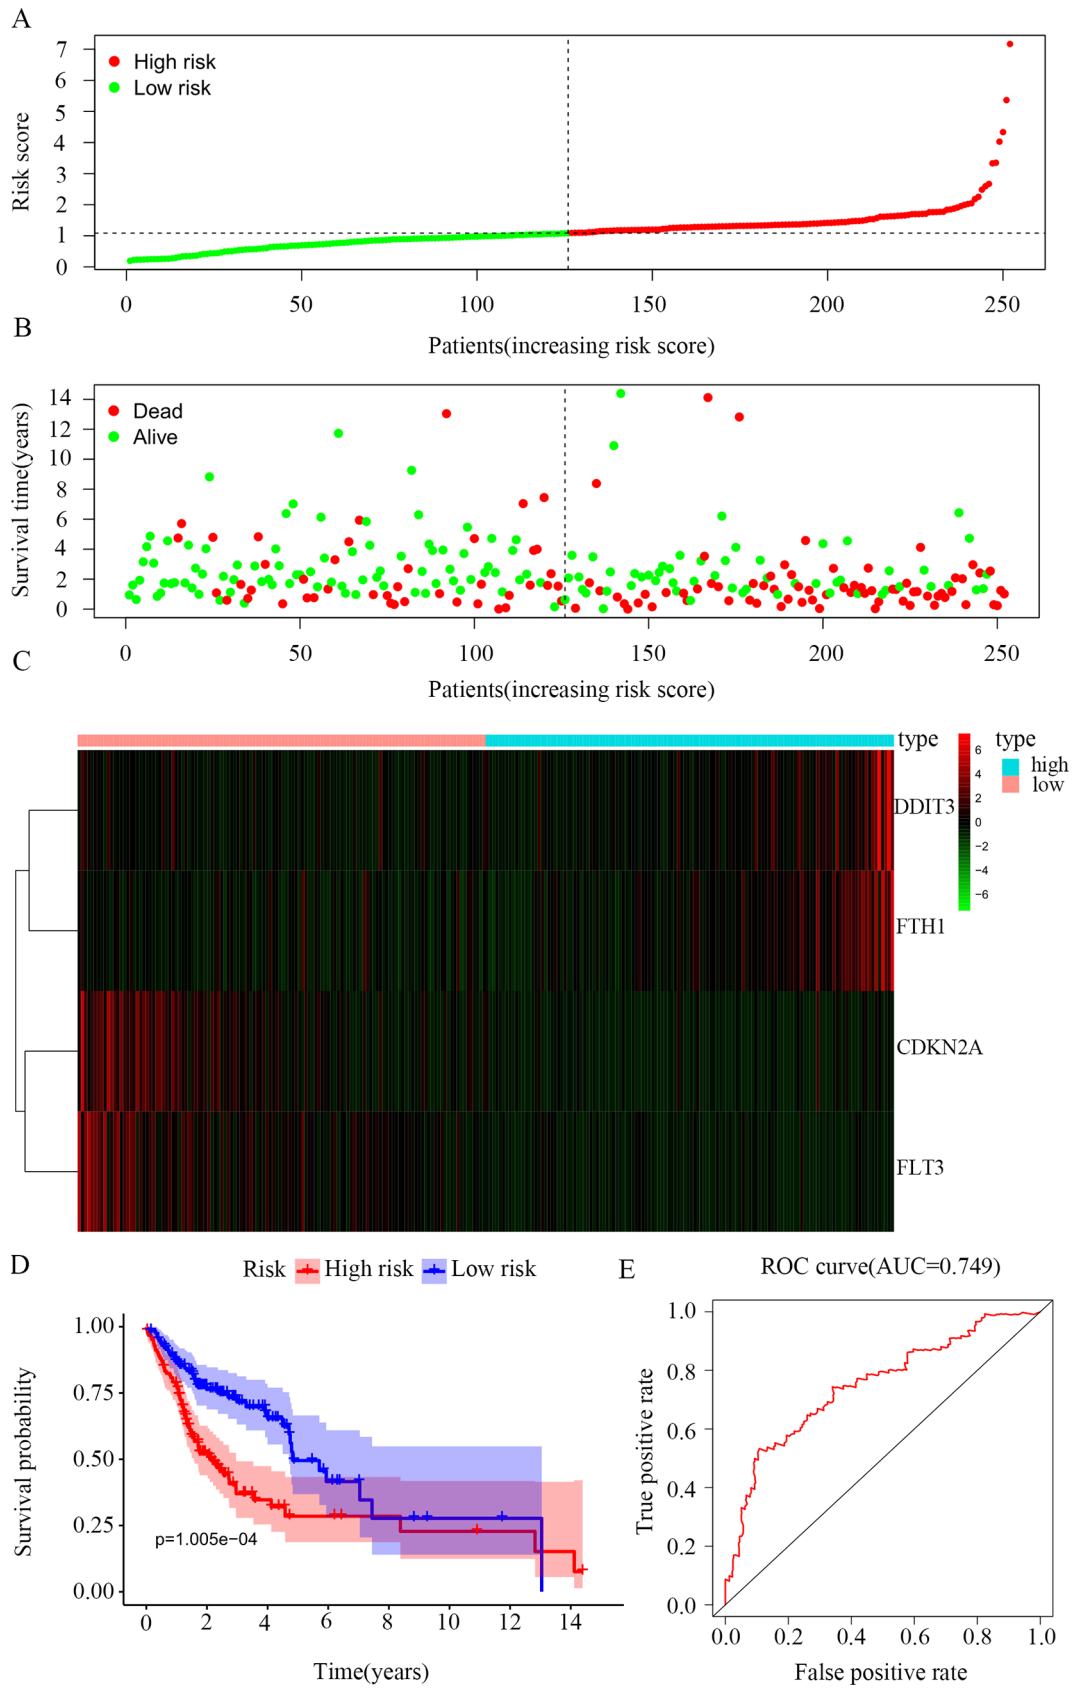 A
High risk
Low risk
Risk score
7
6
5
4
3
2
1
0
0 50 100 150 200 250
Patients(increasing risk score)
B
Dead
Alive
Survival time(years)
14
12
10
8
6
4
2
0
0 50 100 150 200 250
Patients(increasing risk score)
C
type
DDIT3
FTH1
CDKN2A
FLT3
6
4
2
0
−2
−4
−6
type
high
low
D
Risk High risk Low risk
Survival probability
1.00
0.75
0.50
0.25
0.00
p=1.005e−04
0 2 4 6 8 10 12 14
Time(years)
E
ROC curve(AUC=0.749)
True positive rate
1.0
0.8
0.6
0.4
0.2
0.0
0.0 0.2 0.4 0.6 0.8 1.0
False positive rate